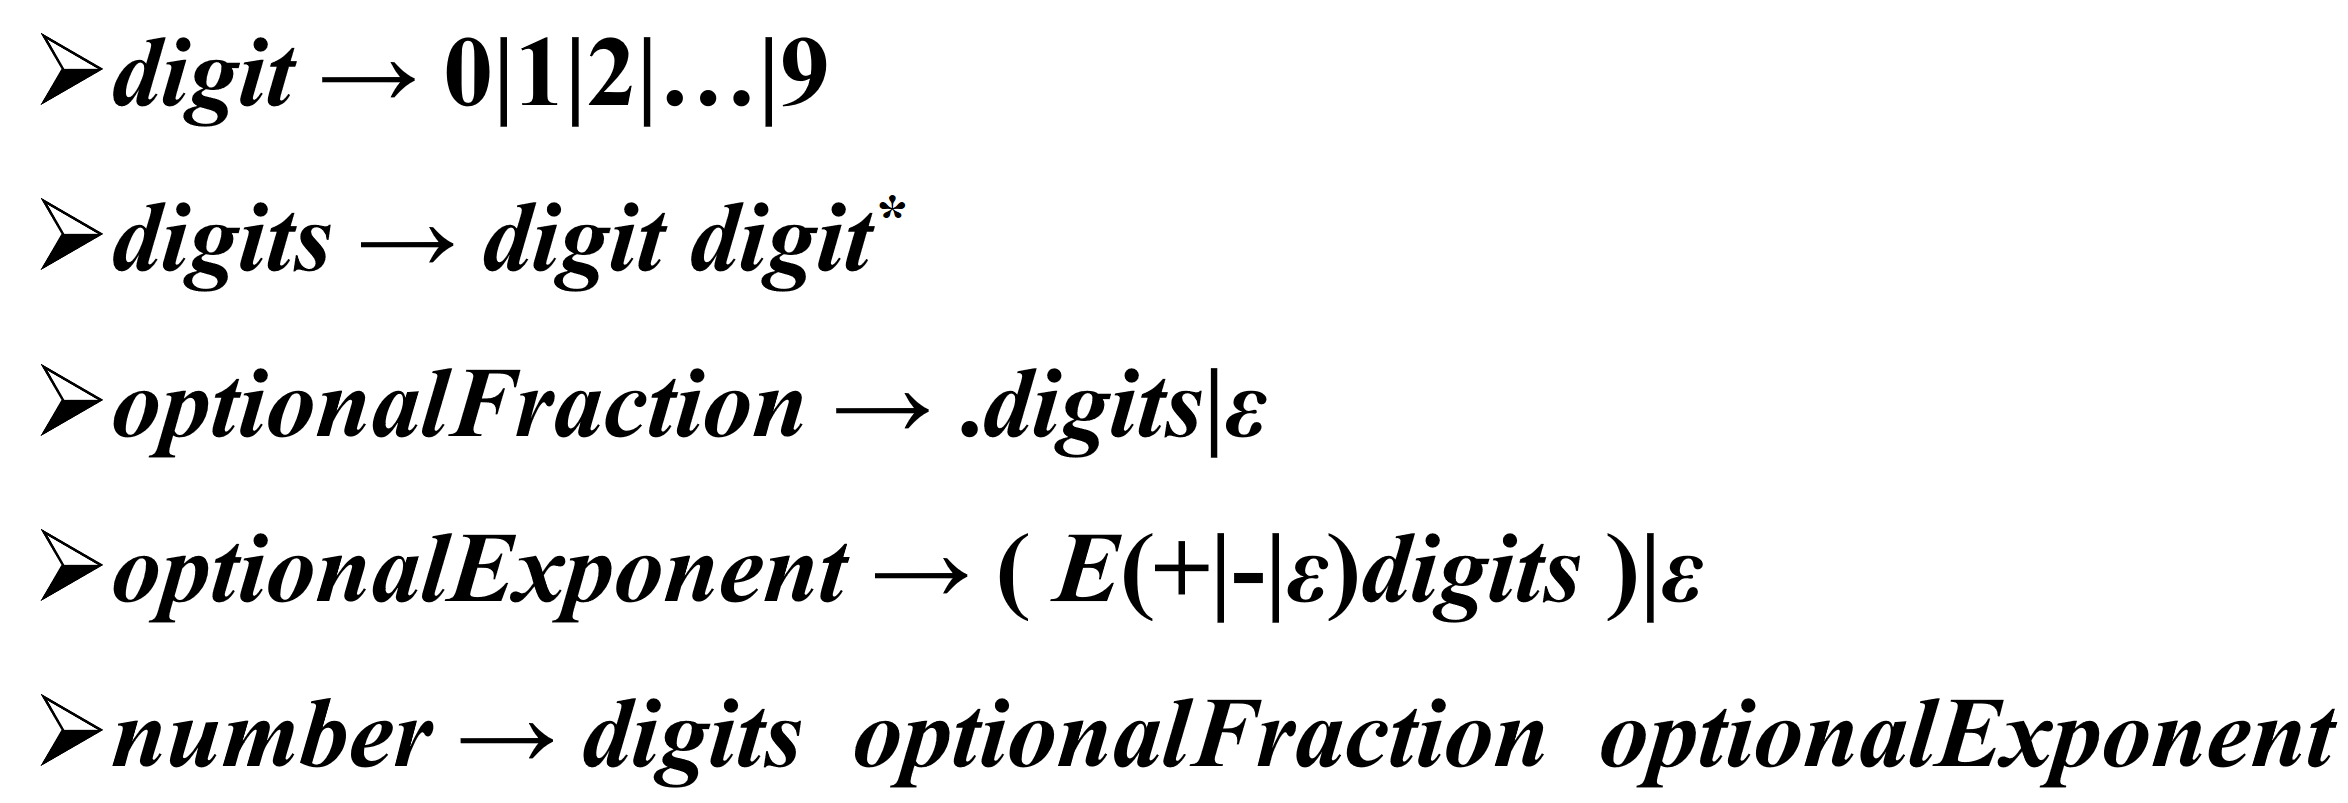 ➢digit → 0|1|2|…|9
➢digits → digit digit*
➢optionalFraction → .digits|ε
➢optionalExponent → ( E(+|-|ε)digits )|ε
➢number → digits optionalFraction optionalExponent